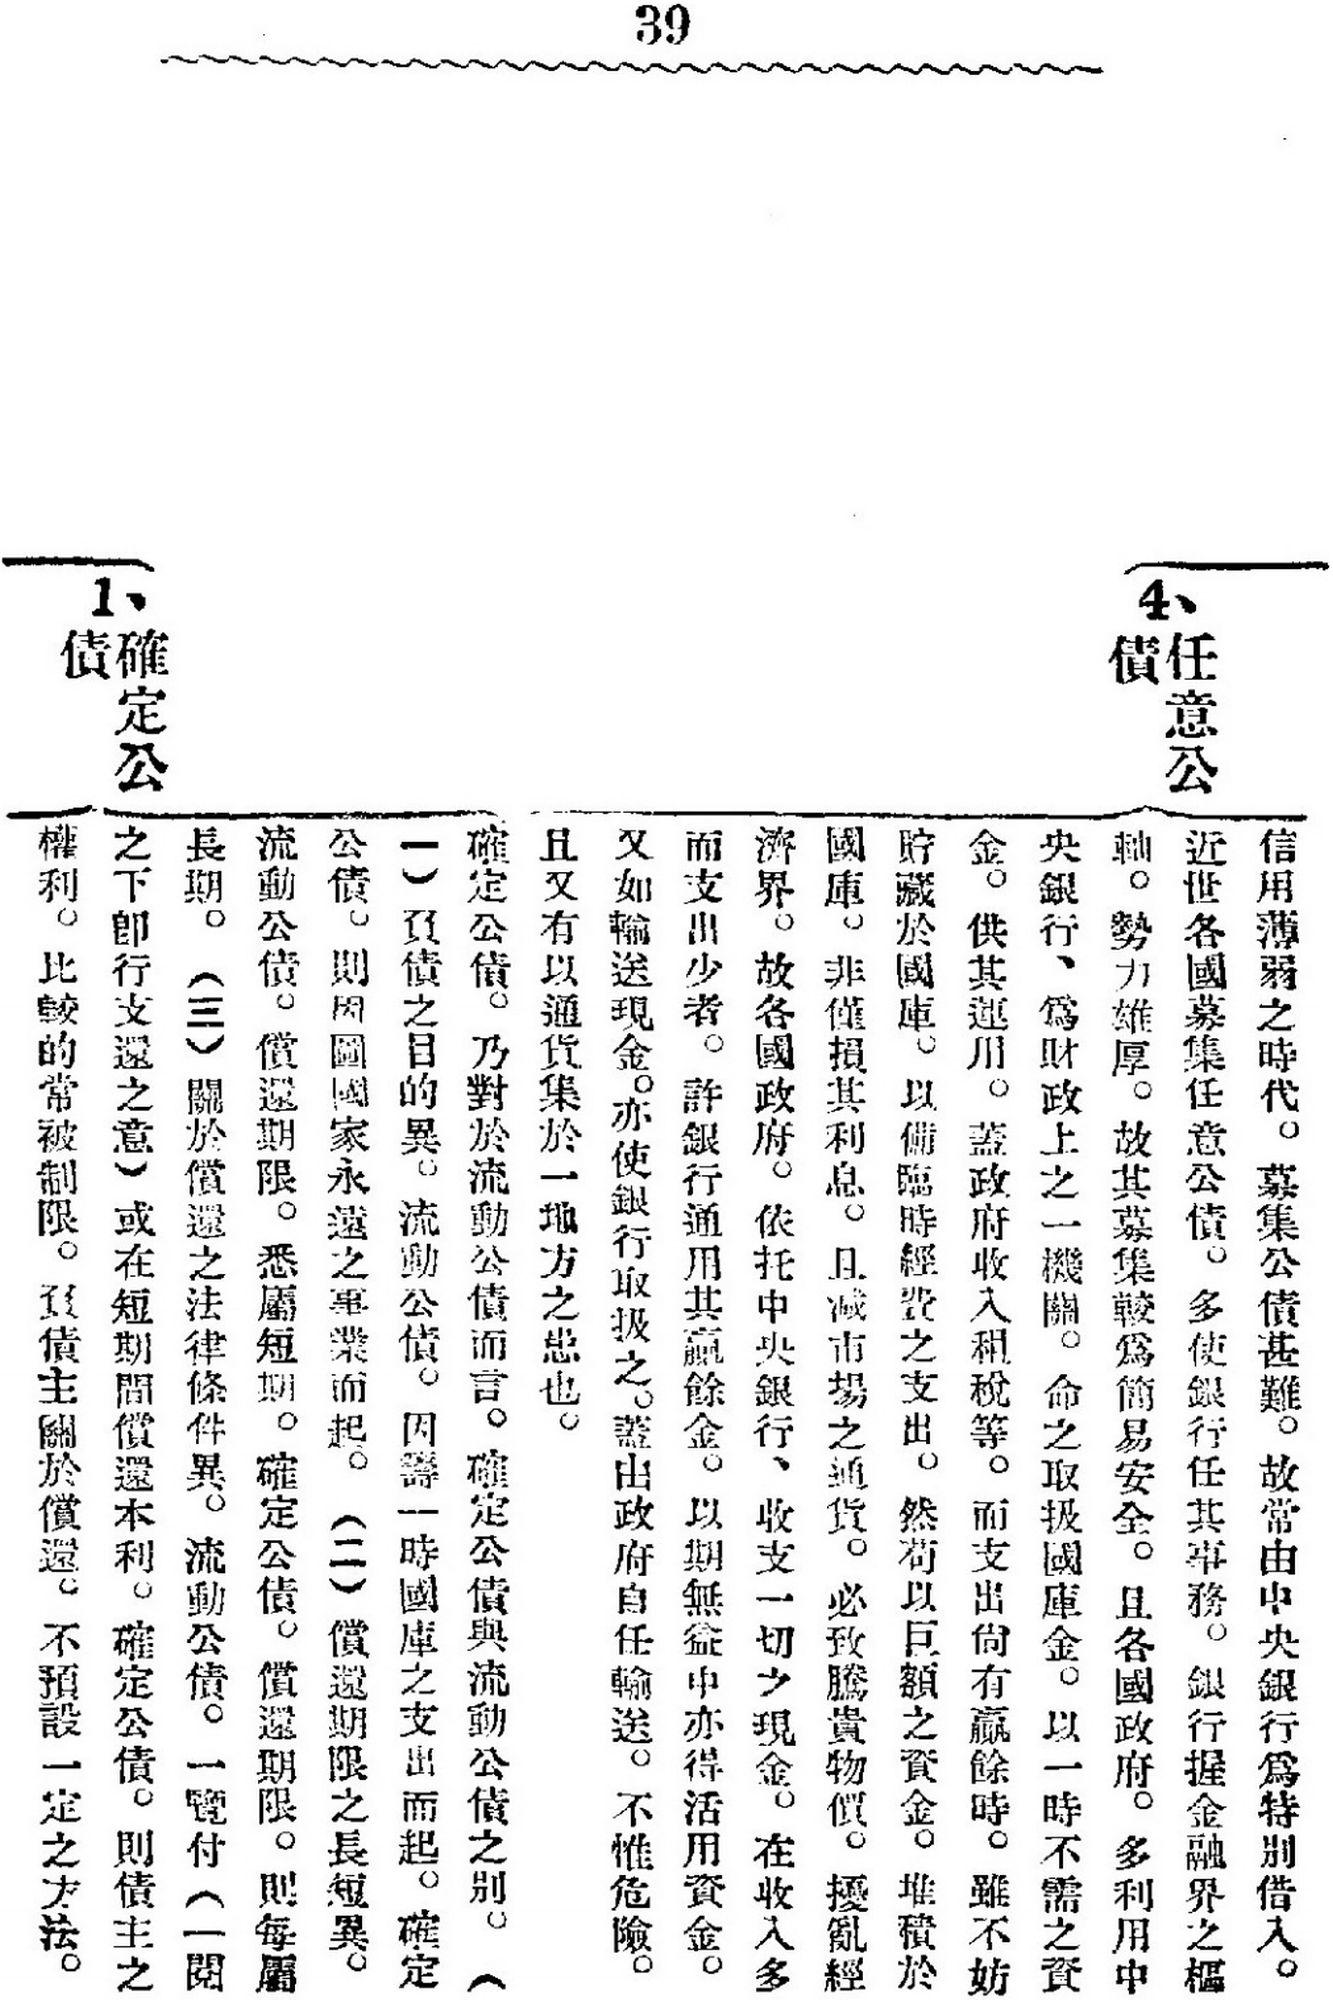 39
4、任意公
債
信用薄弱之時代。募集公債甚難。故常由中央銀行爲特別借入。
近世各國募集任意公債。多使銀行任其事務。銀行握金融界之樞
軸。勢力雄厚。故其募集較爲簡易安全。且各國政府。多利用中
央銀行、爲財政上之一機關。命之取扱國庫金。以一時不需之資
金。供其運用。蓋政府收入租稅等。而支出尙有贏餘時。雖不妨
貯藏於國庫。以備臨時經費之支出。然苟以巨額之資金。堆積於
國庫。非僅損其利息。且減市場之通貨。必致騰貴物價。擾亂經
濟界。故各國政府。依托中央銀行、收支一切之現金。在收入多
而支出少者。許銀行通用其贏餘金。以期無益中亦得活用資金。
又如輸送現金。亦使銀行取扱之。蓋由政府自任輸送。不惟危險。
且又有以通貨集於一地方之患也。
1、確定公
債
確定公債。乃對於流動公債而言。確定公債與流動公債之別。（
一）負債之目的異。流動公債。因籌一時國庫之支出而起。確定
公債。則因圖國家永遠之事業而起。（二）償還期限之長短異。
流動公債。償還期限。悉屬短期。確定公債。償還期限。則每屬
長期。（三）關於償還之法律條件異。流動公債。一覽付（一閱
之下卽行支還之意）或在短期間償還本利。確定公債。則債主之
權利。比較的常被制限。負債主關於償還。不預設一定之方法。